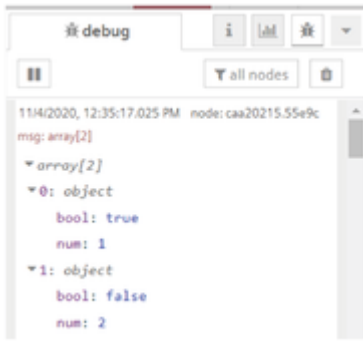 debug
i
all nodes
11/4/2020, 12:35:17.025 PM node: caa20215.55e9c
msg: array[2]
array[2]
0: object
bool: true
num: 1
1: object
bool: false
num: 2